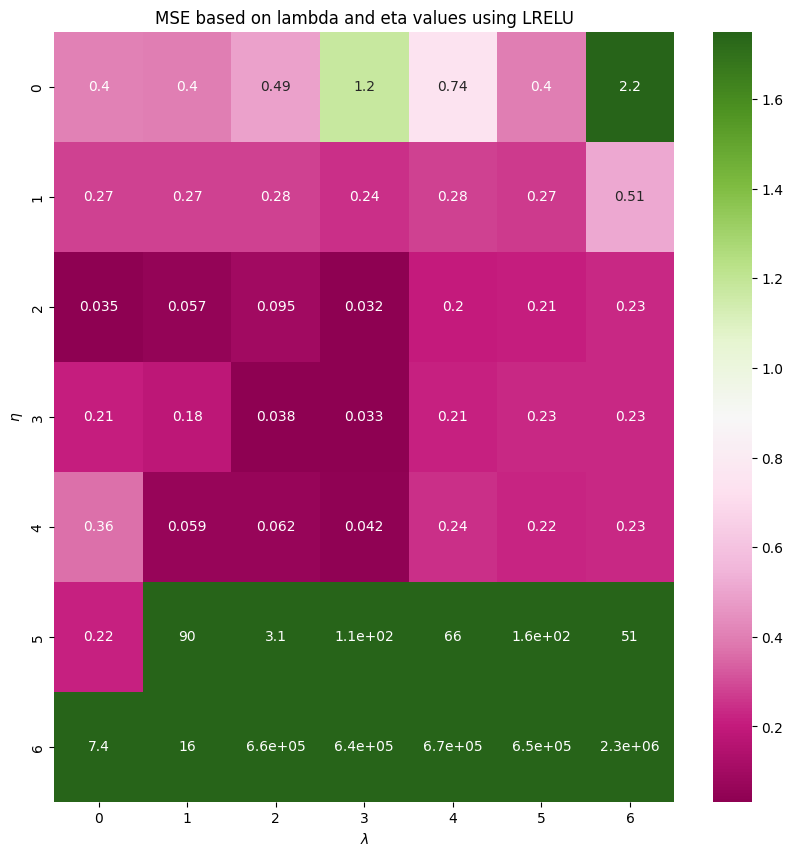 MSE based on lambda and eta values using LRELU
0 0.4 0.4 0.49 1.2 0.74 0.4 2.2
1 0.27 0.27 0.28 0.24 0.28 0.27 0.51
2 0.035 0.057 0.095 0.032 0.2 0.21 0.23
3 0.21 0.18 0.038 0.033 0.21 0.23 0.23
4 0.36 0.059 0.062 0.042 0.24 0.22 0.23
5 0.22 90 3.1 1.1e+02 66 1.6e+02 51
6 7.4 16 6.6e+05 6.4e+05 6.7e+05 6.5e+05 2.3e+06
0 1 2 3 4 5 6
η
λ
1.6
1.4
1.2
1.0
0.8
0.6
0.4
0.2